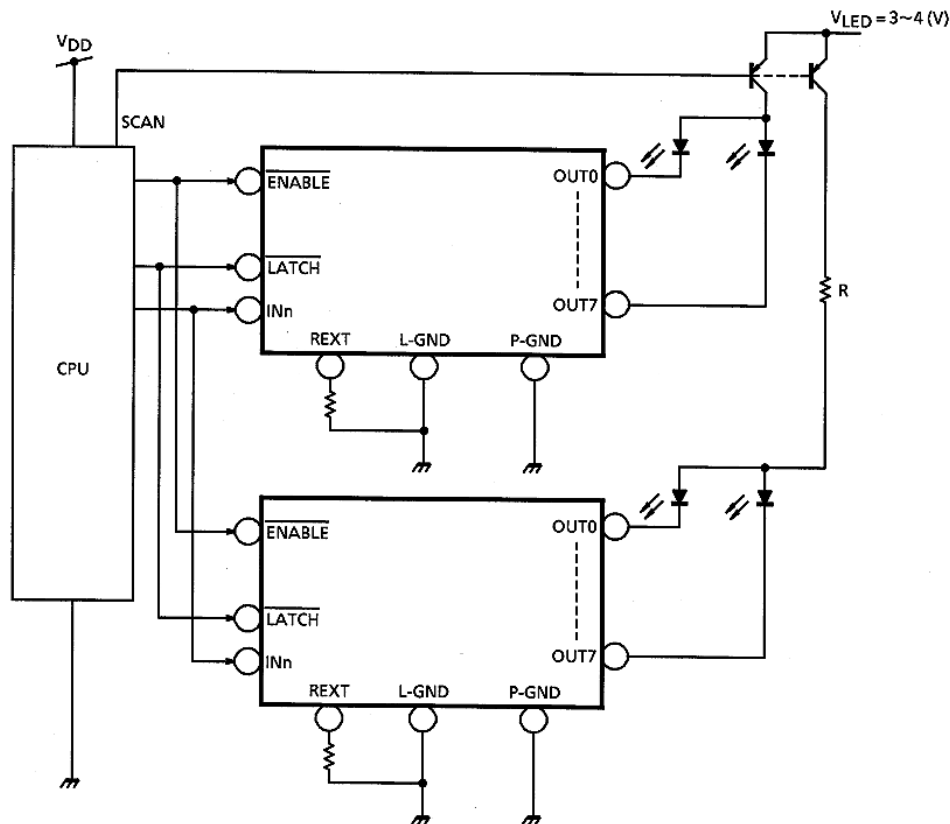 VLED = 3~4 (V)
VDD
SCAN
CPU
ENABLE
LATCH
INn
OUT0
OUT7
REXT
L-GND
P-GND
R
ENABLE
LATCH
INn
OUT0
OUT7
REXT
L-GND
P-GND